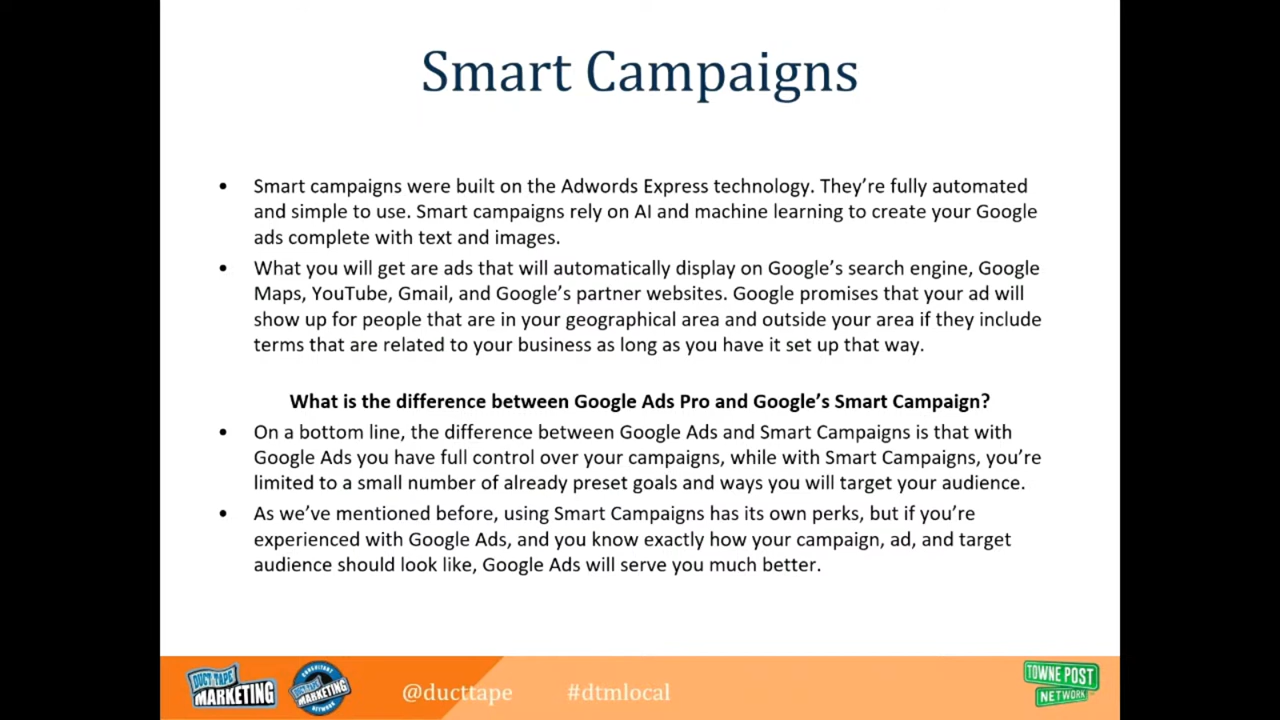 Smart Campaigns
• Smart campaigns were built on the Adwords Express technology. They’re fully automated
and simple to use. Smart campaigns rely on AI and machine learning to create your Google
ads complete with text and images.
• What you will get are ads that will automatically display on Google’s search engine, Google
Maps, YouTube, Gmail, and Google’s partner websites. Google promises that your ad will
show up for people that are in your geographical area and outside your area if they include
terms that are related to your business as long as you have it set up that way.
What is the difference between Google Ads Pro and Google’s Smart Campaign?
• On a bottom line, the difference between Google Ads and Smart Campaigns is that with
Google Ads you have full control over your campaigns, while with Smart Campaigns, you’re
limited to a small number of already preset goals and ways you will target your audience.
• As we’ve mentioned before, using Smart Campaigns has its own perks, but if you’re
experienced with Google Ads, and you know exactly how your campaign, ad, and target
audience should look like, Google Ads will serve you much better.
DUCT TAPE
MARKETING
CONSULTANT
DUCT TAPE
MARKETING
NETWORK
@ducttape #dtmlocal
TOWNE POST
NETWORK